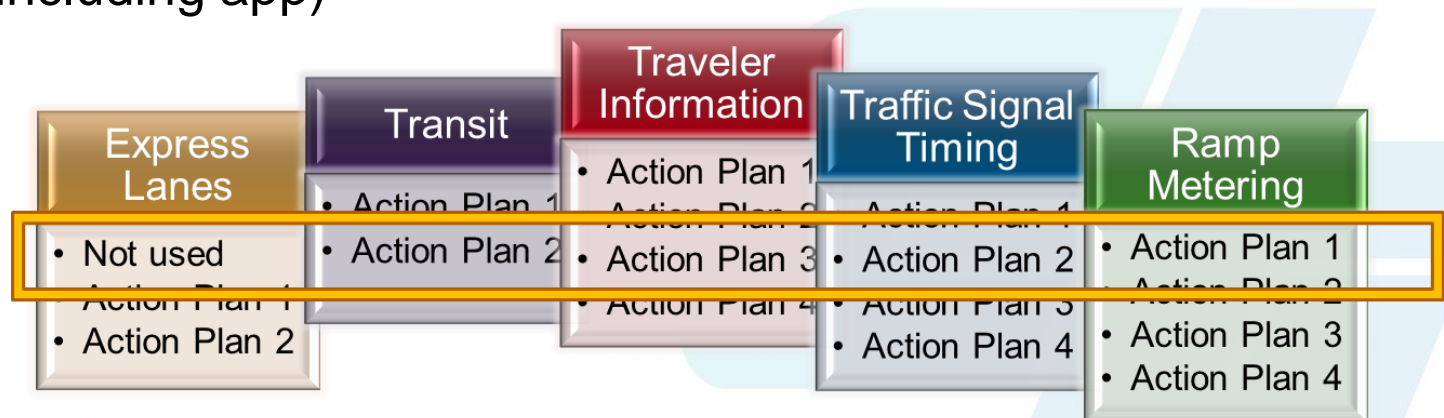 including app)
Express
Lanes
• Not used
• Action Plan 1
• Action Plan 2
Transit
• Action Plan 1
• Action Plan 2
Traveler
Information
• Action Plan 1
• Action Plan 2
• Action Plan 3
• Action Plan 4
Traffic Signal
Timing
• Action Plan 1
• Action Plan 2
• Action Plan 3
• Action Plan 4
Ramp
Metering
• Action Plan 1
• Action Plan 2
• Action Plan 3
• Action Plan 4